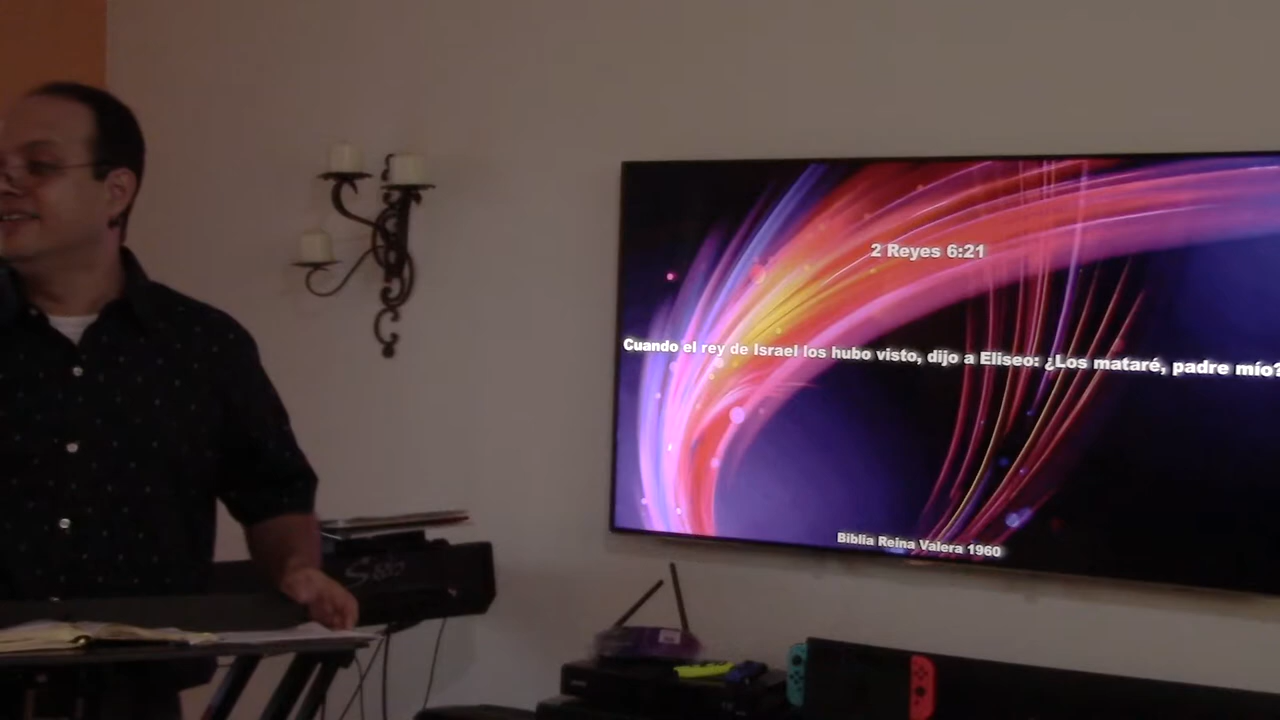 2 Reyes 6:21
Cuando el rey de Israel los hubo visto, dijo a Eliseo: ¿Los mataré, padre mío?
Biblia Reina Valera 1960
S